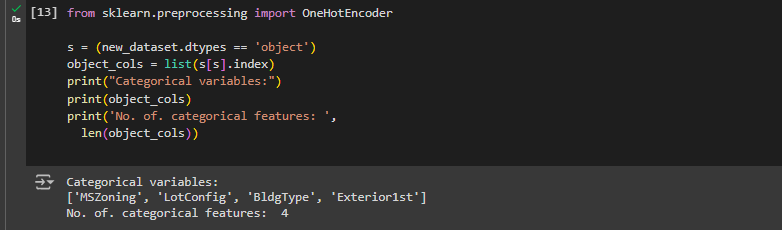 [13] from sklearn.preprocessing import OneHotEncoder
0s
s = (new_dataset.dtypes == 'object')
object_cols = list(s[s].index)
print("Categorical variables:")
print(object_cols)
print('No. of. categorical features: ',
  len(object_cols))
Categorical variables:
['MSZoning', 'LotConfig', 'BldgType', 'Exterior1st']
No. of. categorical features:  4